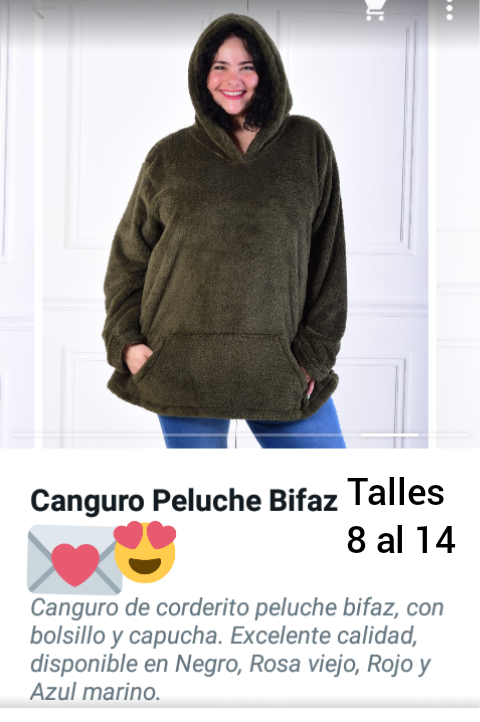 Canguro Peluche Bifaz
Talles
8 al 14
Canguro de corderito peluche bifaz, con
bolsillo y capucha. Excelente calidad,
disponible en Negro, Rosa viejo, Rojo y
Azul marino.